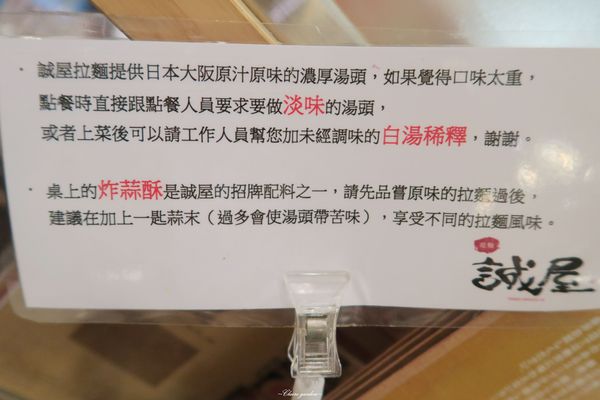 · 誠屋拉麵提供日本大阪原汁原味的濃厚湯頭，如果覺得口味太重，
點餐時直接跟點餐人員要求要做淡味的湯頭，
或者上菜後可以請工作人員幫您加未經調味的白湯稀釋，謝謝。
· 桌上的炸蒜酥是誠屋的招牌配料之一，請先品嘗原味的拉麵過後，
建議在加上一匙蒜末（過多會使湯頭帶苦味），享受不同的拉麵風味。
誠屋
~Choire garden~